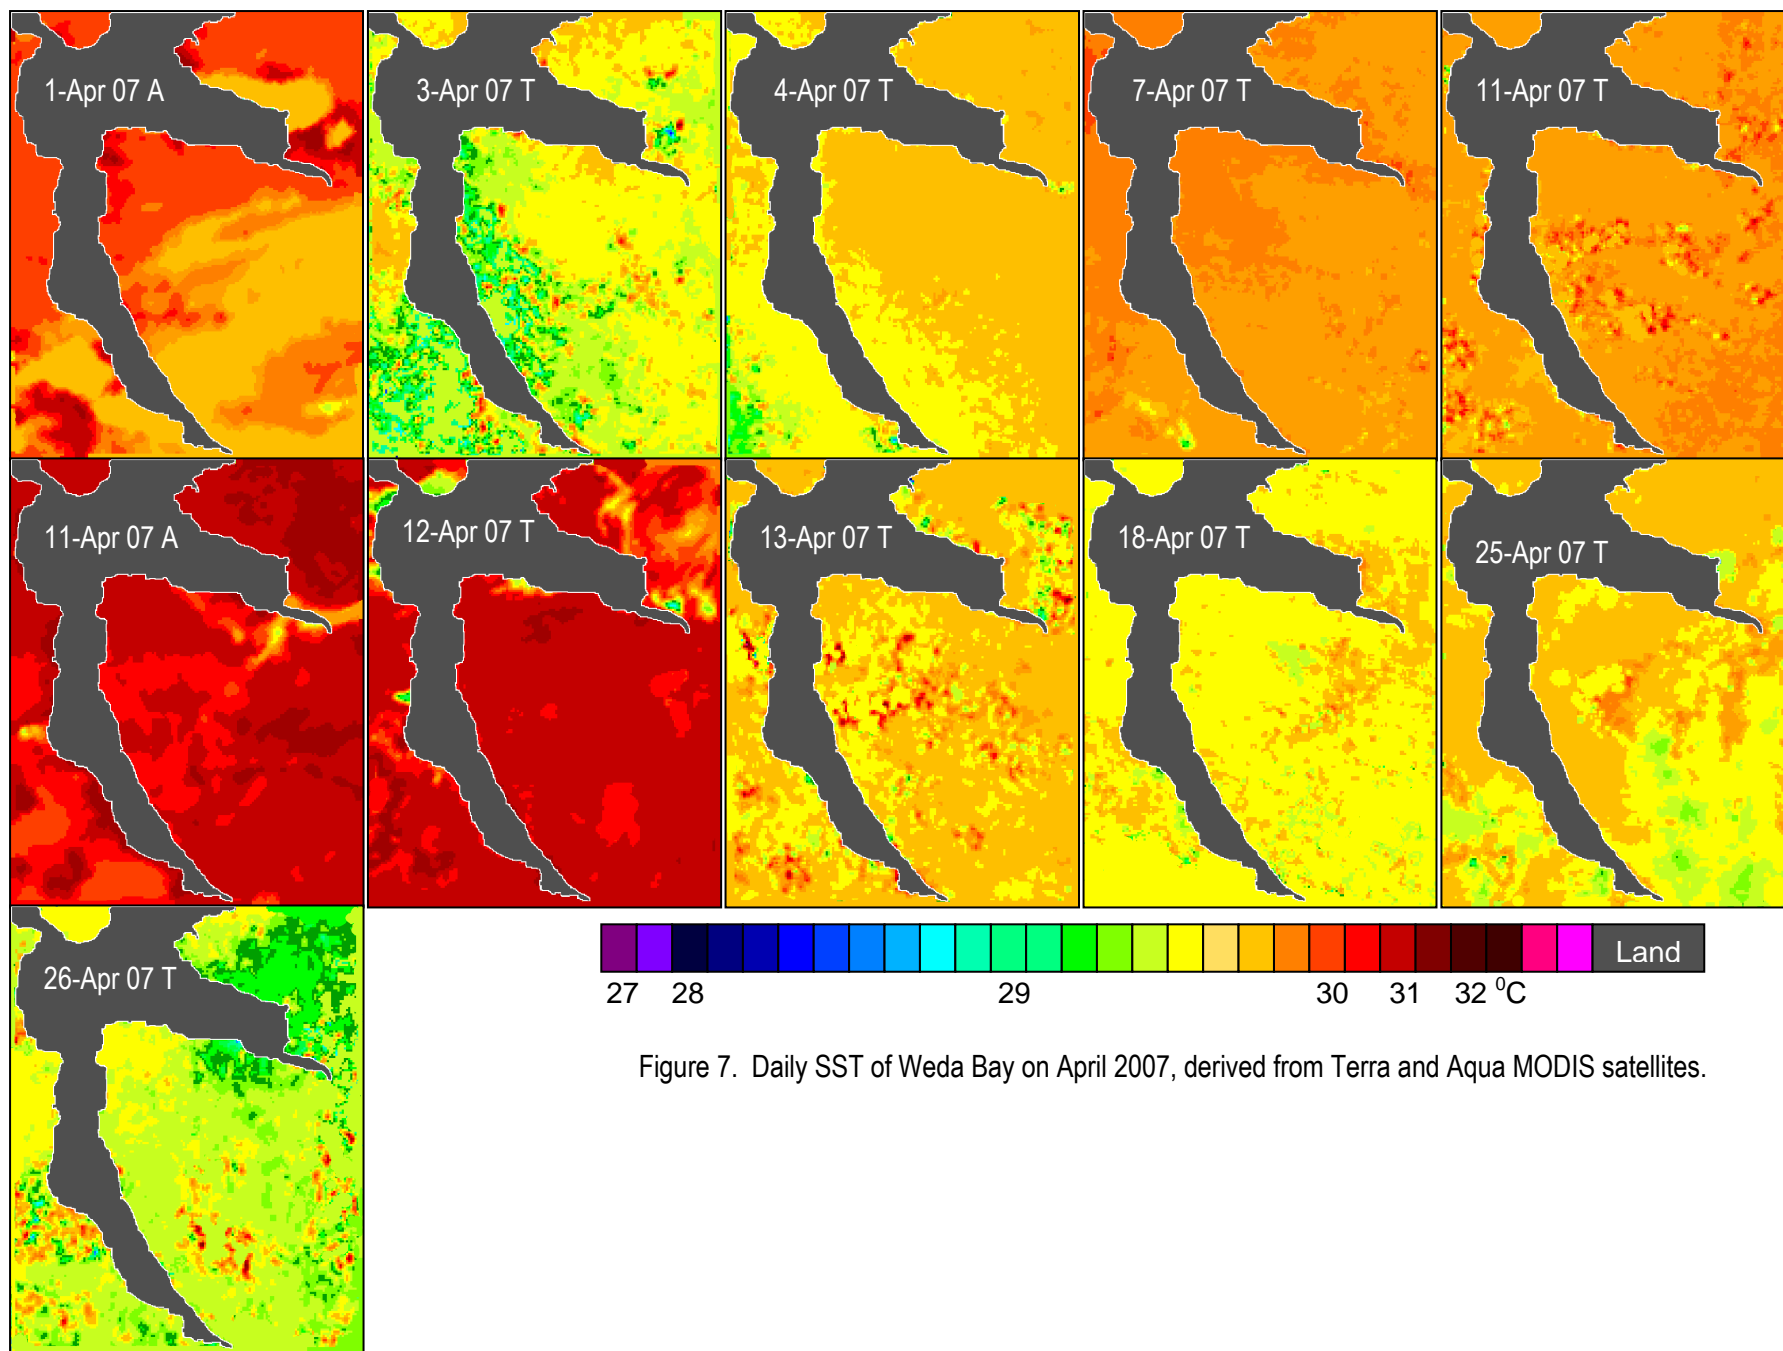 1-Apr 07 A
3-Apr 07 T
4-Apr 07 T
7-Apr 07 T
11-Apr 07 T
11-Apr 07 A
12-Apr 07 T
13-Apr 07 T
18-Apr 07 T
25-Apr 07 T
26-Apr 07 T
Land
27 28 29 30 31 32 ⁰C
Figure 7. Daily SST of Weda Bay on April 2007, derived from Terra and Aqua MODIS satellites.